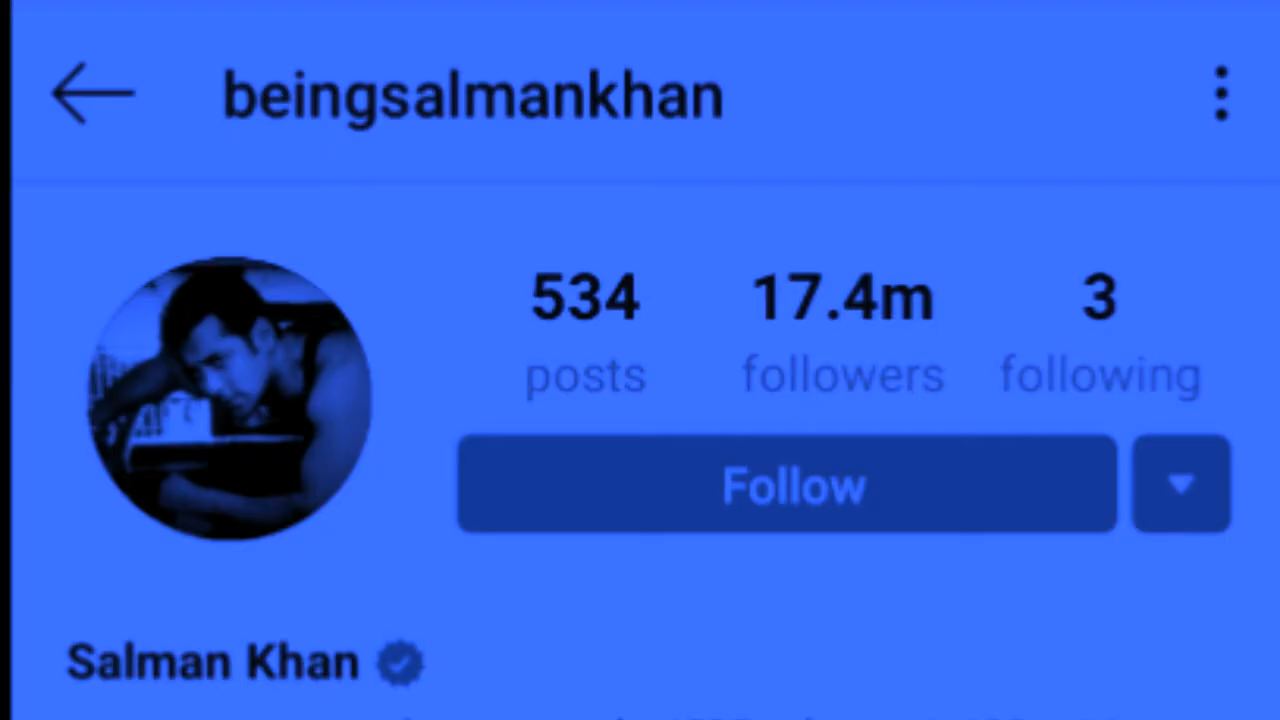 beingsalmankhan
534 17.4m 3
posts followers following
Follow
Salman Khan